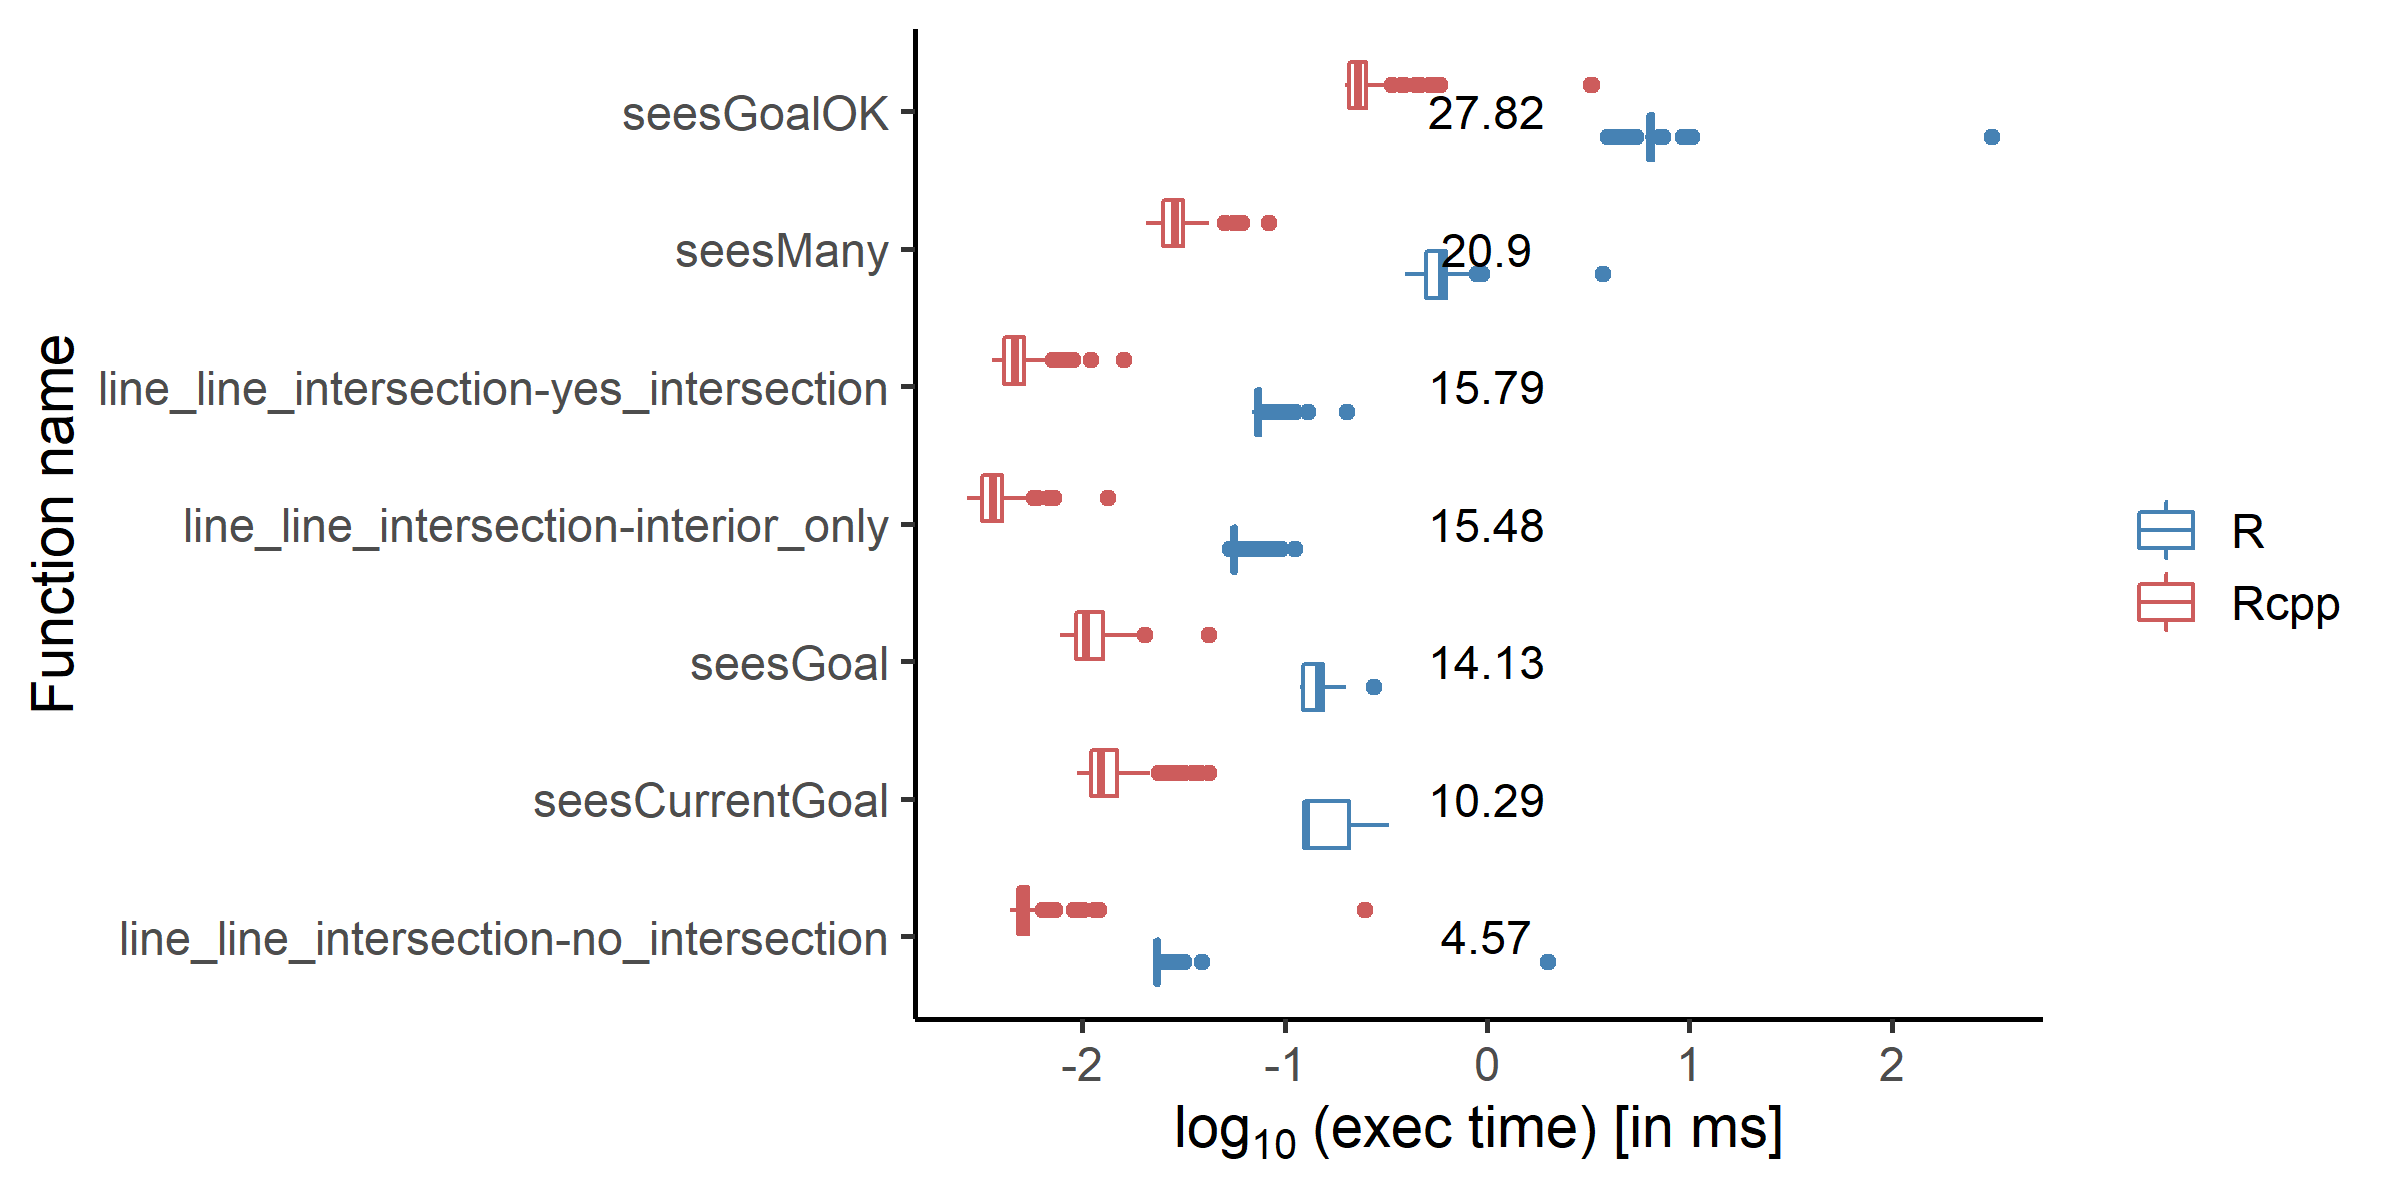 Function name
seesGoalOK
27.82
seesMany
20.9
line_line_intersection-yes_intersection
15.79
line_line_intersection-interior_only
15.48
seesGoal
14.13
seesCurrentGoal
10.29
line_line_intersection-no_intersection
4.57
-2 -1 0 1 2
log10 (exec time) [in ms]
R
Rcpp